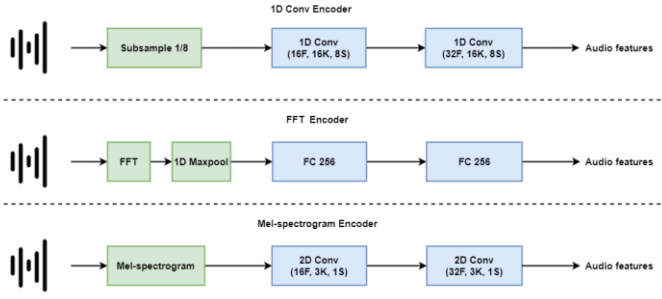 1D Conv Encoder
Subsample 1/8
1D Conv
(16F, 16K, 8S)
1D Conv
(32F, 16K, 8S)
Audio features
FFT Encoder
FFT
1D Maxpool
FC 256
FC 256
Audio features
Mel-spectrogram Encoder
Mel-spectrogram
2D Conv
(16F, 3K, 1S)
2D Conv
(32F, 3K, 1S)
Audio features